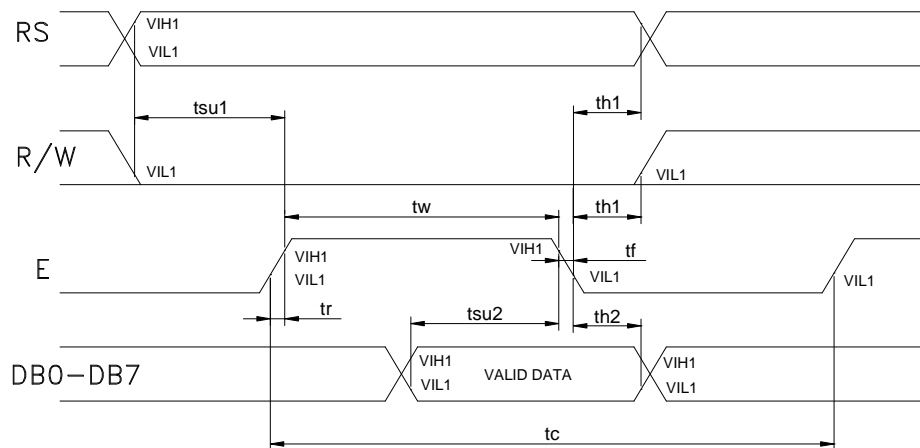 RS
VIH1
VIL1
tsu1
th1
R/W
VIL1
VIL1
tw
th1
E
VIH1
VIL1
VIH1
VIL1
tf
VIL1
tr
tsu2
th2
DB0-DB7
VIH1
VIL1
VALID DATA
VIH1
VIL1
tc